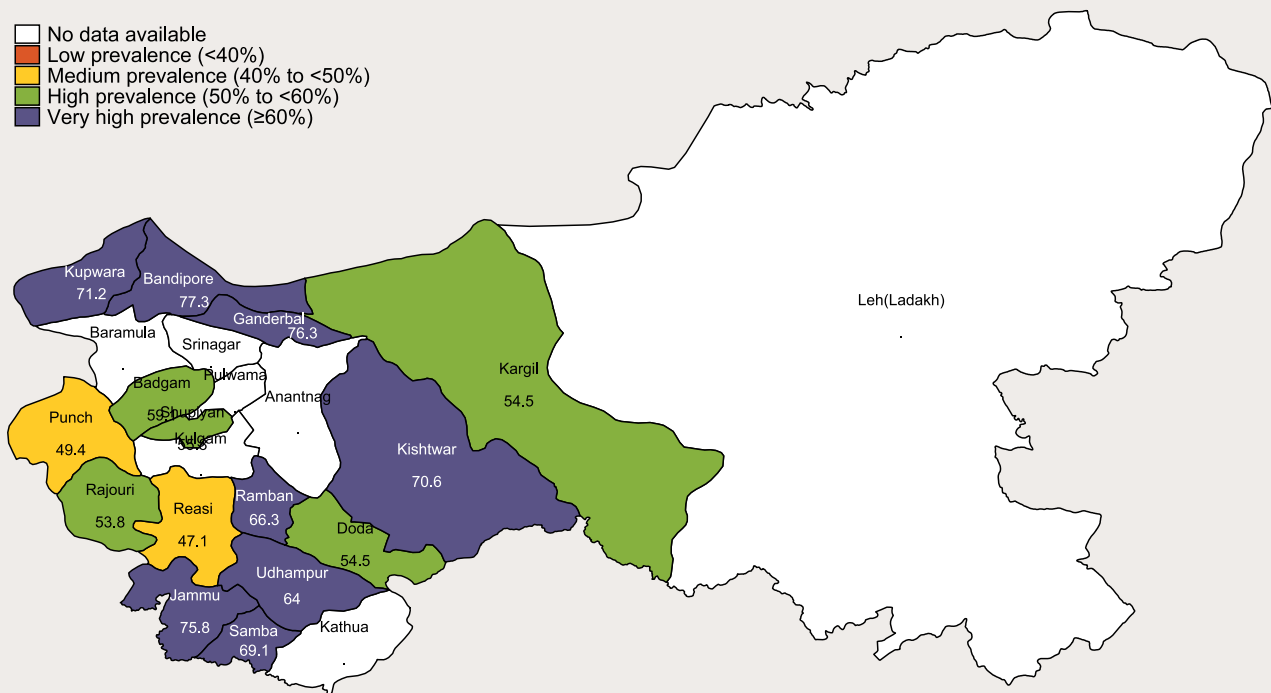 No data available
Low prevalence (<40%)
Medium prevalence (40% to <50%)
High prevalence (50% to <60%)
Very high prevalence (≥60%)
Kupwara
71.2
Bandipore
77.3
Ganderbal
76.3
Baramula
Srinagar
Leh(Ladakh)
Badgam
Pulwama
Kargil
54.5
Anantnag
Shupiyan
Punch
49.4
Kulgam
Kishtwar
70.6
Rajouri
53.8
Reasi
47.1
Ramban
66.3
Doda
54.5
Udhampur
64
Jammu
75.8
Samba
69.1
Kathua